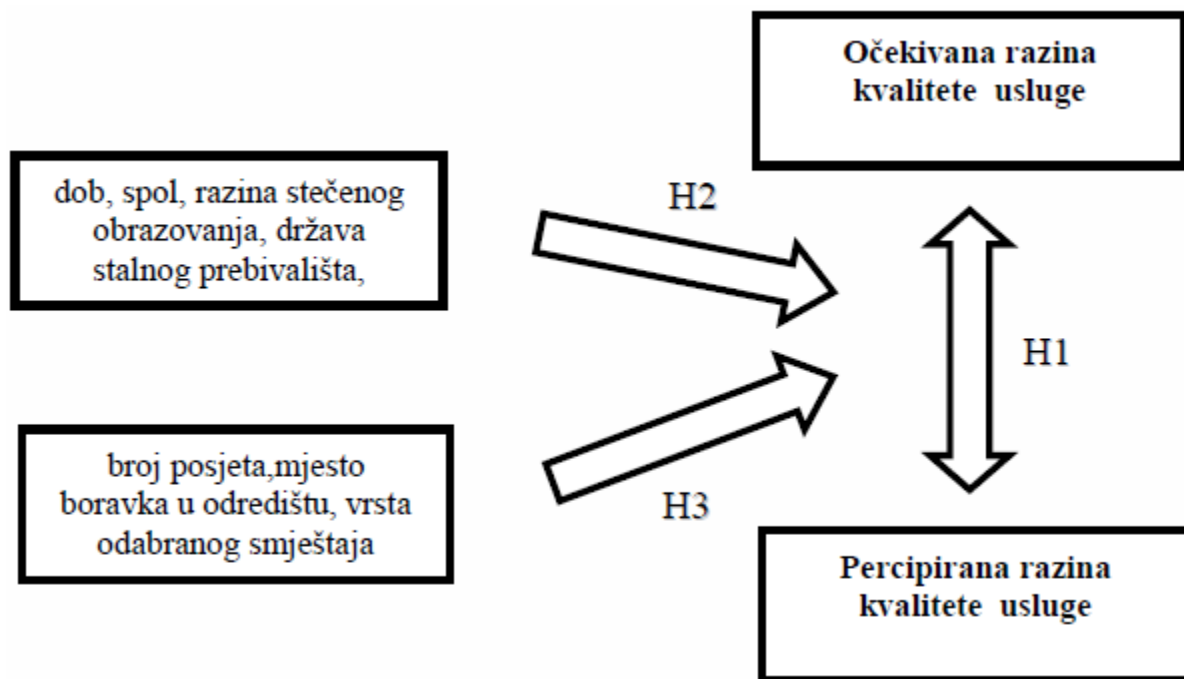 Očekivana razina
kvalitete usluge
dob, spol, razina stečenog
obrazovanja, država
stalnog prebivališta,
H2
H1
broj posjeta,mjesto
boravka u odredištu, vrsta
odabranog smještaja
H3
Percipirana razina
kvalitete usluge